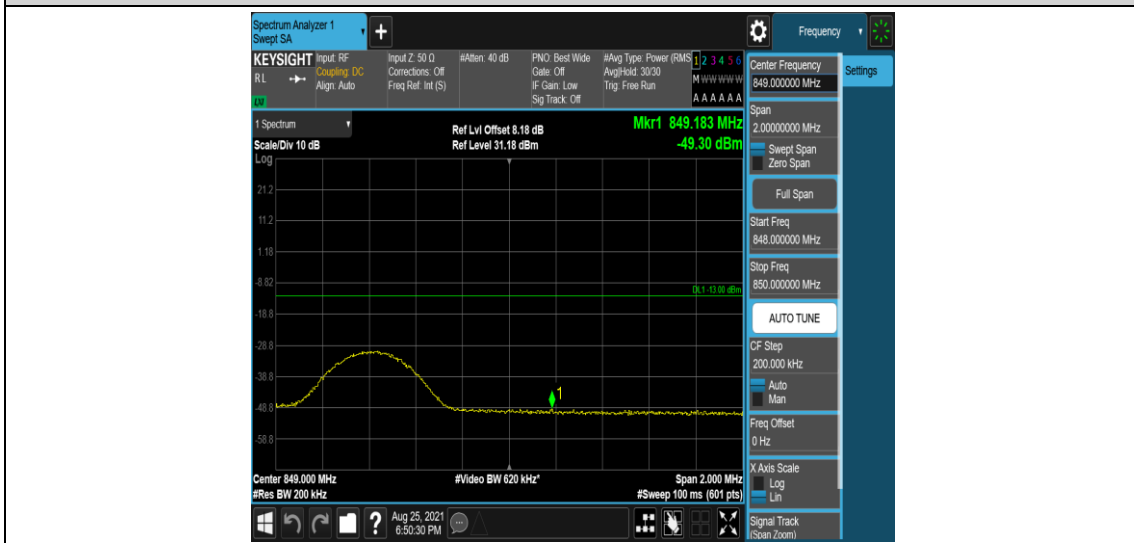 Spectrum Analyzer 1
Swept SA
+
Frequency
KEYSIGHT
RL
Input: RF
Coupling: DC
Align: Auto
Input Z: 50 Ω
Corrections: Off
Freq Ref: Int (S)
#Atten: 40 dB
PNO: Best Wide
Gate: Off
IF Gain: Low
Sig Track: Off
#Avg Type: Power (RMS
Avg|Hold: 30/30
Trig: Free Run
1 2 3 4 5 6
M W W W W W
A A A A A A
1 Spectrum
Scale/Div 10 dB
Log
Ref Lvl Offset 8.18 dB
Ref Level 31.18 dBm
Mkr1 849.183 MHz
-49.30 dBm
21.2
11.2
1.18
-8.82
-18.8
-28.8
-38.8
-48.8
-58.8
DL1 -13.00 dBm
1
Center 849.000 MHz
#Res BW 200 kHz
#Video BW 620 kHz*
Span 2.000 MHz
#Sweep 100 ms (601 pts)
?
Aug 25, 2021
6:50:30 PM
Center Frequency
849.000000 MHz
Settings
Span
2.00000000 MHz
Swept Span
Zero Span
Full Span
Start Freq
848.000000 MHz
Stop Freq
850.000000 MHz
AUTO TUNE
CF Step
200.000 kHz
Auto
Man
Freq Offset
0 Hz
X Axis Scale
Log
Lin
Signal Track
(Span Zoom)